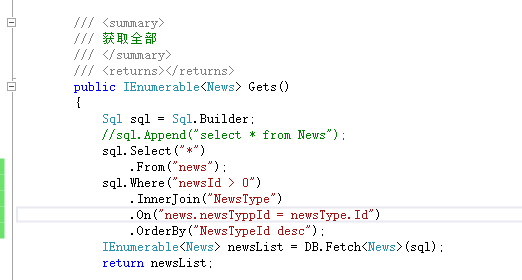 /// <summary>
/// 获取全部
/// </summary>
/// <returns></returns>
public IEnumerable<News> Gets()
{
Sql sql = Sql.Builder;
//sql.Append("select * from News");
sql.Select("*")
.From("news");
sql.Where("newsId > 0")
.InnerJoin("NewsType")
.On("news.newsTyppId = newsType.Id")
.OrderBy("NewsTypeId desc");
IEnumerable<News> newsList = DB.Fetch<News>(sql);
return newsList;